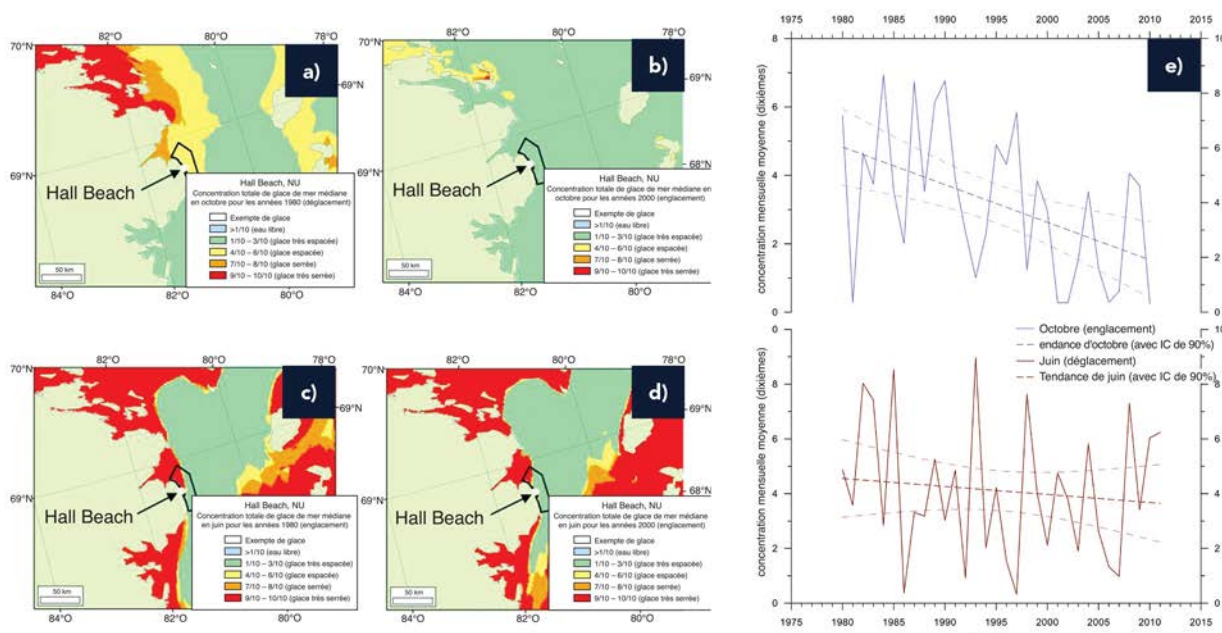 82°O
80°O
78°O
70°N
a)
69°N
69°N
Hall Beach
Hall Beach, NU
Concentration totale de glace de mer médiane
en octobre pour les années 1980 (déglacement)
Exempte de glace
>1/10 (eau libre)
1/10 – 3/10 (glace très espacée)
4/10 – 6/10 (glace espacée)
7/10 – 8/10 (glace serrée)
9/10 – 10/10 (glace très serrée)
50 km
84°O
82°O
80°O
82°O
80°O
70°N
b)
69°N
68°N
69°N
Hall Beach
Hall Beach, NU
Concentration totale de glace de mer médiane en
octobre pour les années 2000 (englacement)
Exempte de glace
>1/10 (eau libre)
1/10 – 3/10 (glace très espacée)
4/10 – 6/10 (glace espacée)
7/10 – 8/10 (glace serrée)
9/10 – 10/10 (glace très serrée)
50 km
84°O
82°O
80°O
82°O
80°O
78°O
70°N
c)
69°N
68°N
69°N
Hall Beach
Hall Beach, NU
Concentration totale de glace de mer médiane
en juin pour les années 1980 (englacement)
Exempte de glace
>1/10 (eau libre)
1/10 – 3/10 (glace très espacée)
4/10 – 6/10 (glace espacée)
7/10 – 8/10 (glace serrée)
9/10 – 10/10 (glace très serrée)
50 km
84°O
82°O
80°O
82°O
80°O
78°O
70°N
d)
69°N
69°N
Hall Beach
Hall Beach, NU
Concentration totale de glace de mer médiane
en juin pour les années 2000 (englacement)
Exempte de glace
>1/10 (eau libre)
1/10 – 3/10 (glace très espacée)
4/10 – 6/10 (glace espacée)
7/10 – 8/10 (glace serrée)
9/10 – 10/10 (glace très serrée)
50 km
84°O
82°O
80°O
1975 1980 1985 1990 1995 2000 2005 2010 2015
e)
concentration mensuelle moyenne (dixièmes)
8
6
4
2
0
10
8
6
4
2
0
Octobre (englacement)
endance d'octobre (avec IC de 90%)
Juin (déglacement)
Tendance de juin (avec IC de 90%)
concentration mensuelle moyenne (dixièmes)
10
8
6
4
2
0
10
8
6
4
2
0
1975 1980 1985 1990 1995 2000 2005 2010 2015